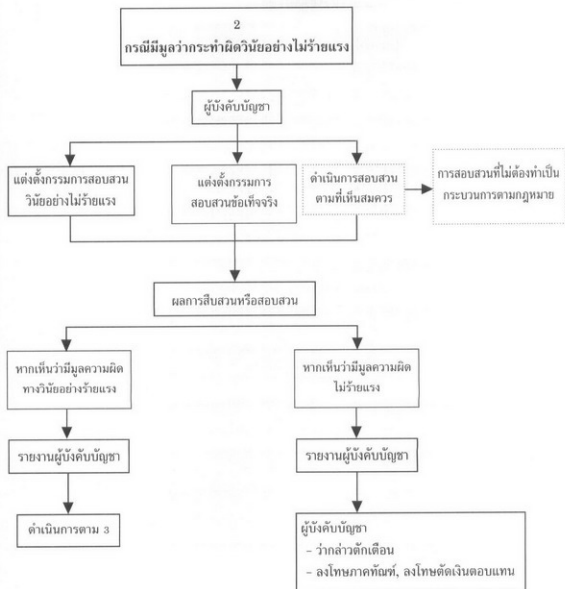 2
กรณีมีมูลว่ากระทำผิดวินัยอย่างไม่ร้ายแรง
ผู้บังคับบัญชา
แต่งตั้งกรรมการสอบสวน
วินัยอย่างไม่ร้ายแรง
แต่งตั้งกรรมการ
สอบสวนข้อเท็จจริง
ดำเนินการสอบสวน
ตามที่เห็นสมควร
การสอบสวนที่ไม่ต้องทำเป็น
กระบวนการตามกฎหมาย
ผลการสืบสวนหรือสอบสวน
หากเห็นว่ามีมูลความผิด
ทางวินัยอย่างร้ายแรง
หากเห็นว่ามีมูลความผิด
ไม่ร้ายแรง
รายงานผู้บังคับบัญชา
รายงานผู้บังคับบัญชา
ดำเนินการตาม 3
ผู้บังคับบัญชา
- ว่ากล่าวตักเตือน
- ลงโทษภาคทัณฑ์, ลงโทษตัดเงินตอบแทน